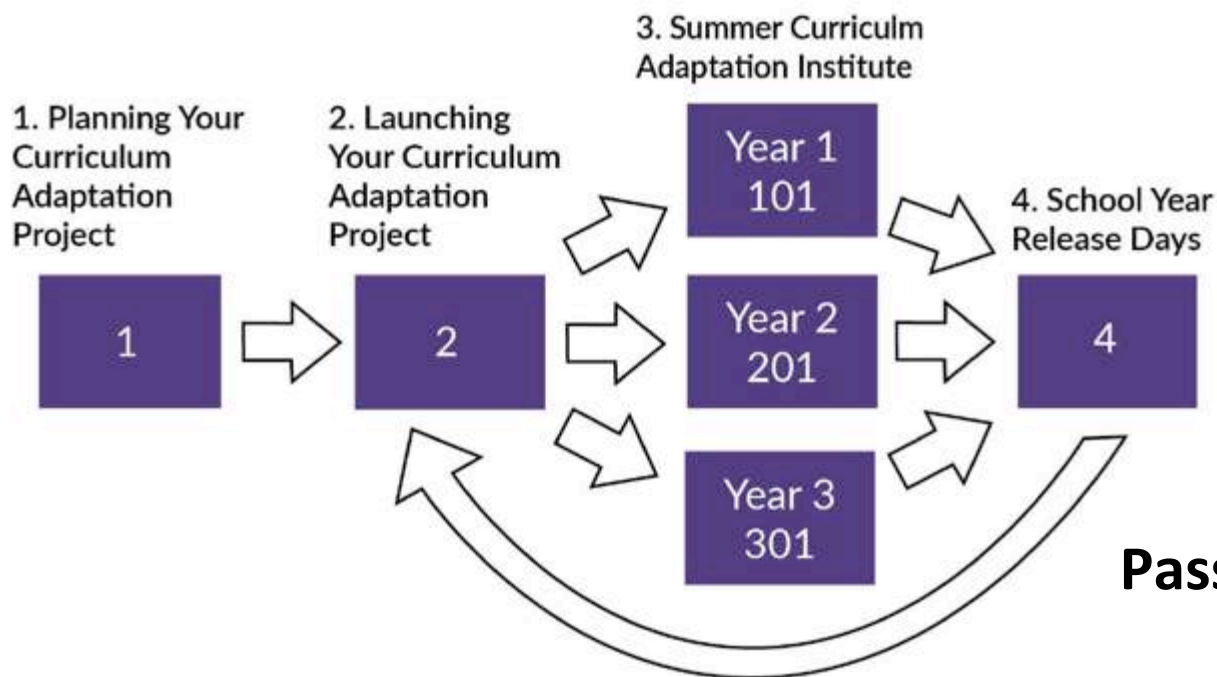 1. Planning Your
Curriculum
Adaptation
Project
1
2. Launching
Your Curriculum
Adaptation
Project
2
3. Summer Curriculm
Adaptation Institute
Year 1
101
Year 2
201
Year 3
301
4. School Year
Release Days
4
Pass